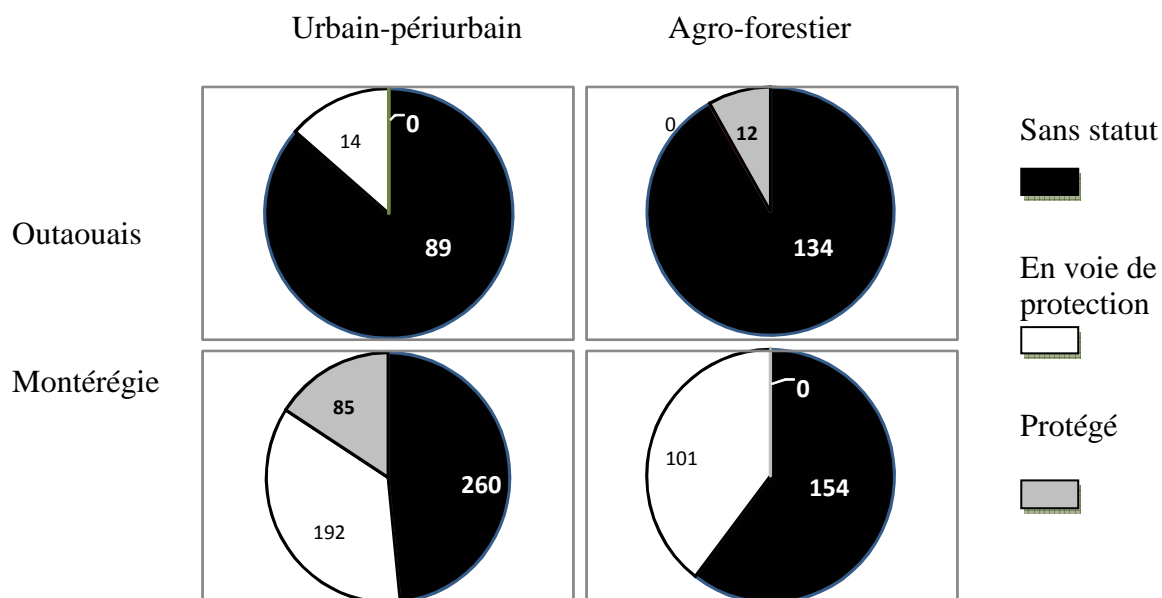 Urbain-périurbain
Agro-forestier
Outaouais
14
0
89
0
12
134
Montérégie
85
260
192
0
101
154
Sans statut
En voie de
protection
Protégé